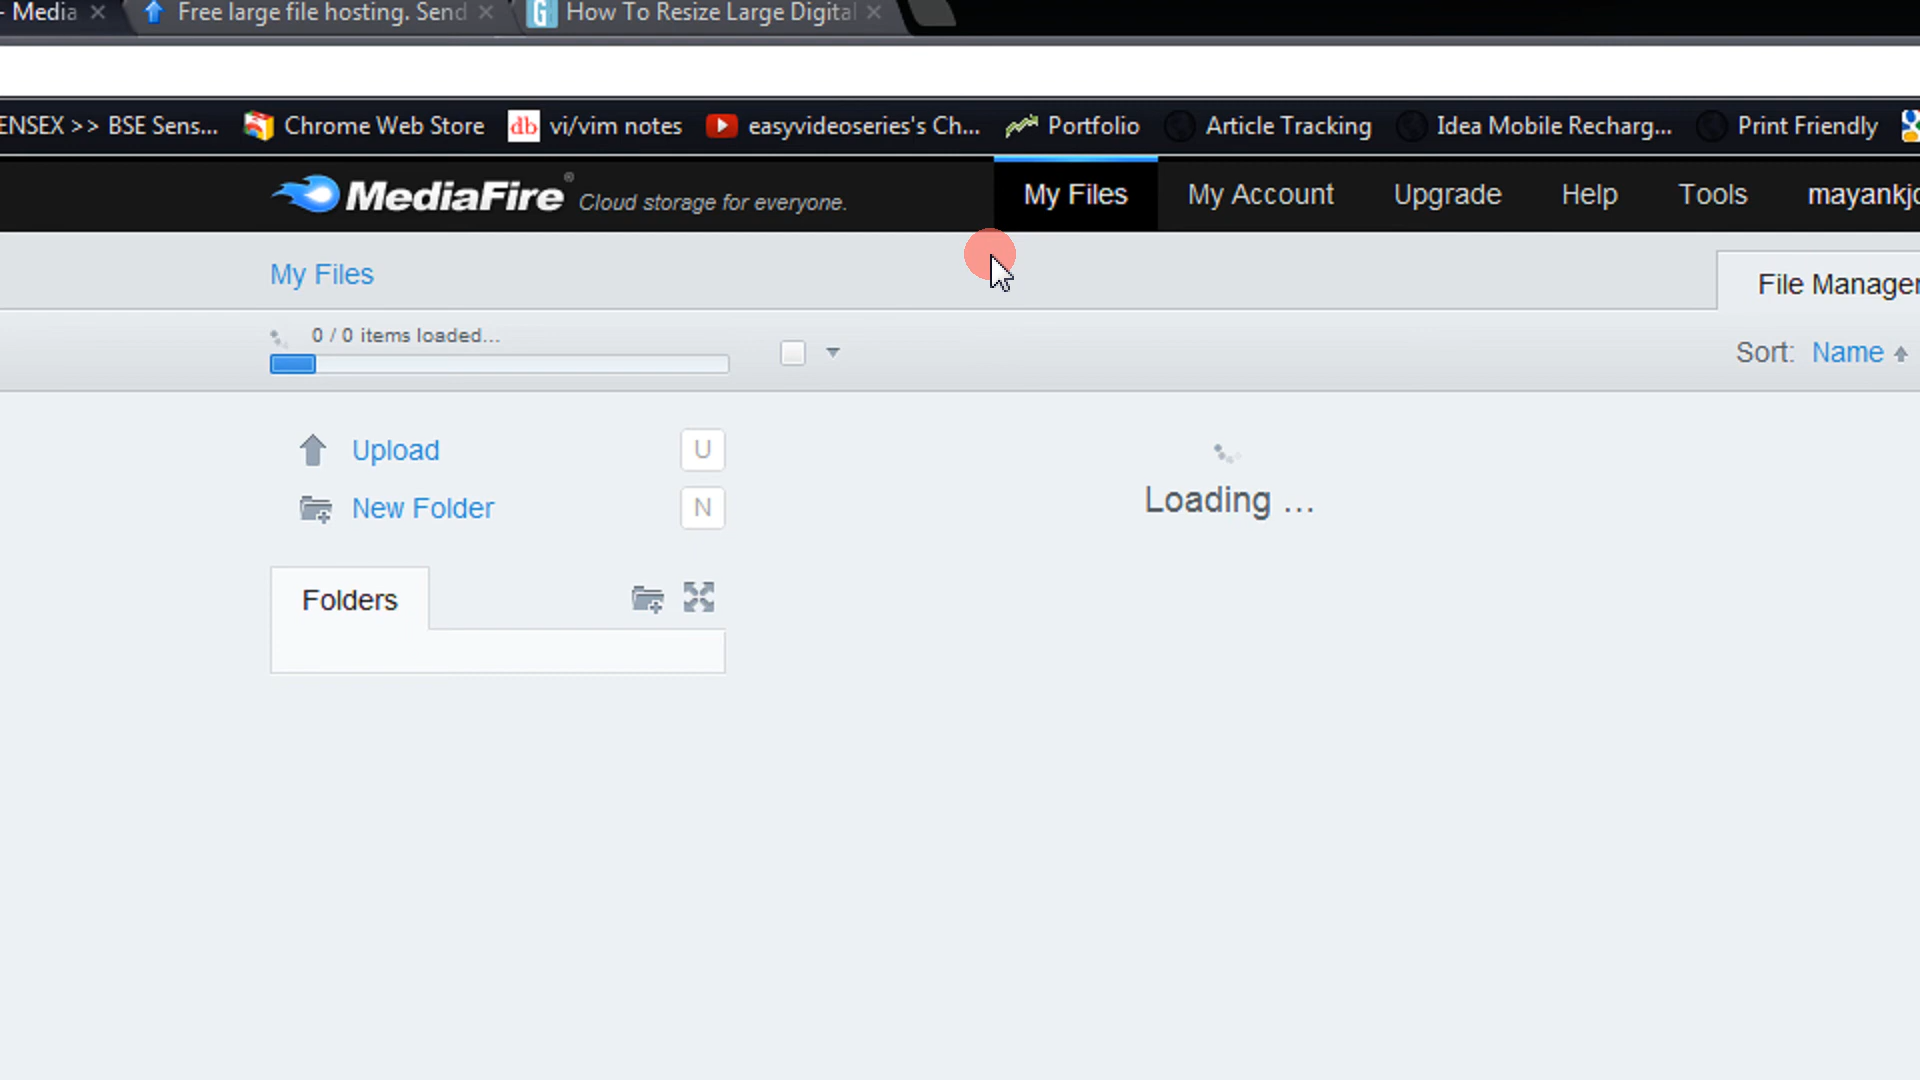 - Media
Free large file hosting. Send
How To Resize Large Digital
ENSEX >> BSE Sens...
Chrome Web Store
db vi/vim notes
easyvideoseries's Ch...
Portfolio
Article Tracking
Idea Mobile Recharg...
Print Friendly
MediaFire® Cloud storage for everyone.
My Files
My Account
Upgrade
Help
Tools
mayankjo
My Files
File Manager
0 / 0 items loaded...
Sort: Name
Upload U
New Folder N
Loading ...
Folders